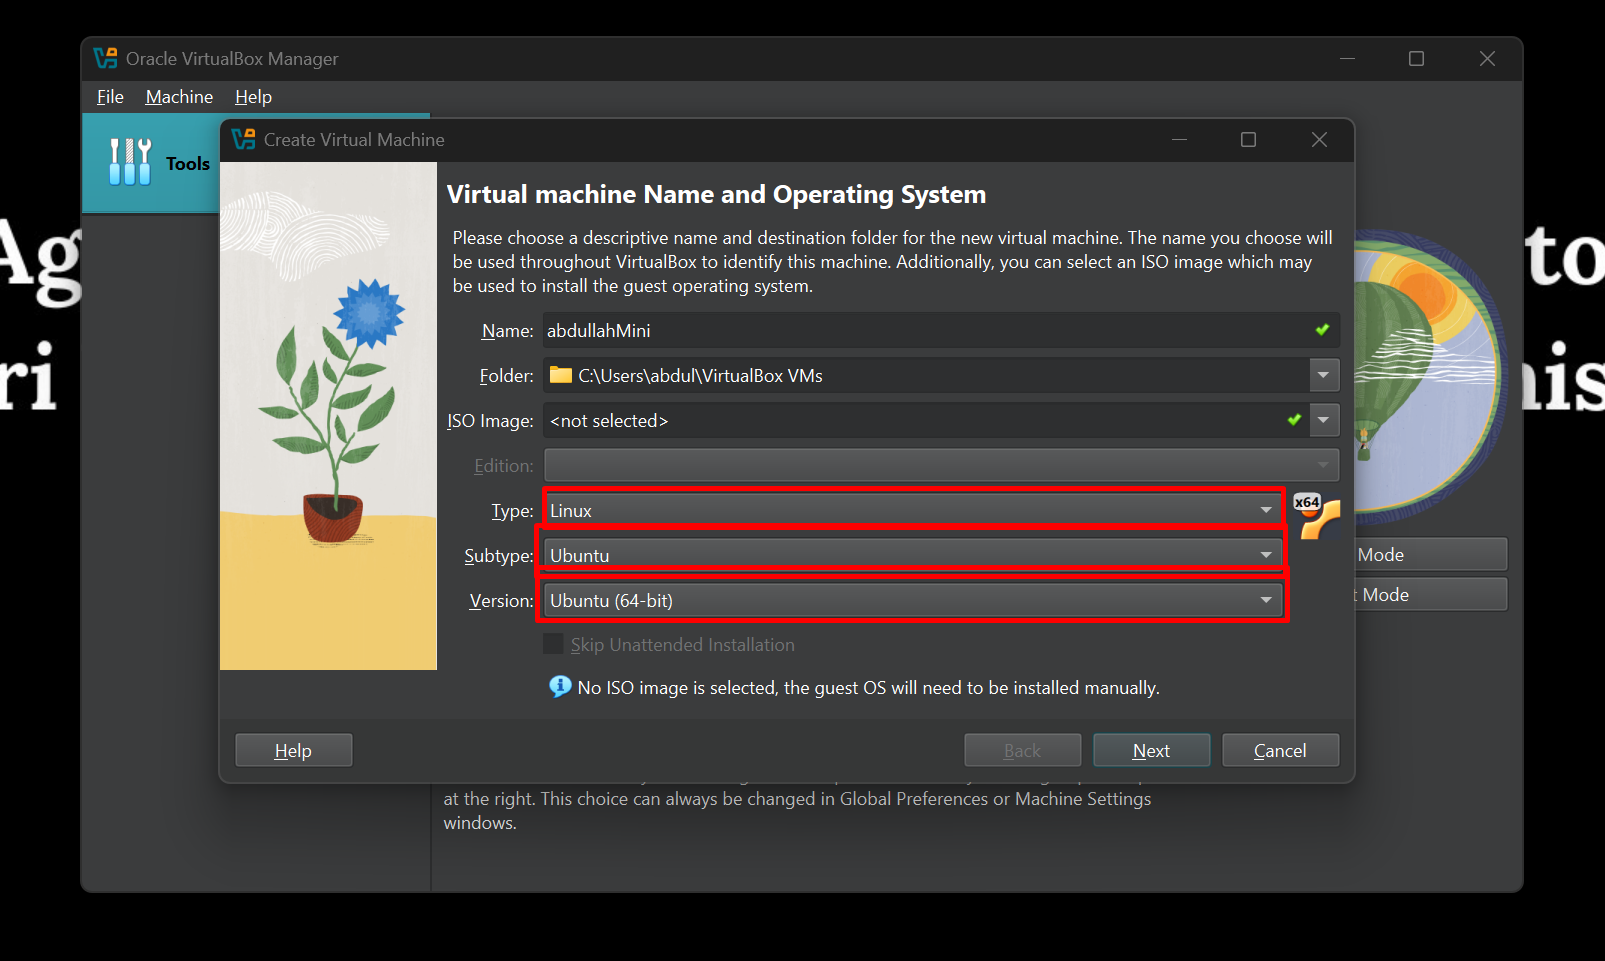 Oracle VirtualBox Manager
File Machine Help
Tools
Create Virtual Machine
Virtual machine Name and Operating System
Please choose a descriptive name and destination folder for the new virtual machine. The name you choose will
be used throughout VirtualBox to identify this machine. Additionally, you can select an ISO image which may
be used to install the guest operating system.
Name: abdullahMini
Folder: C:\Users\abdul\VirtualBox VMs
ISO Image: <not selected>
Edition:
Type: Linux
x64
Subtype: Ubuntu
Version: Ubuntu (64-bit)
Skip Unattended Installation
No ISO image is selected, the guest OS will need to be installed manually.
Help Back Next Cancel
Mode
t Mode
at the right. This choice can always be changed in Global Preferences or Machine Settings
windows.
Ag
to
ri
nis